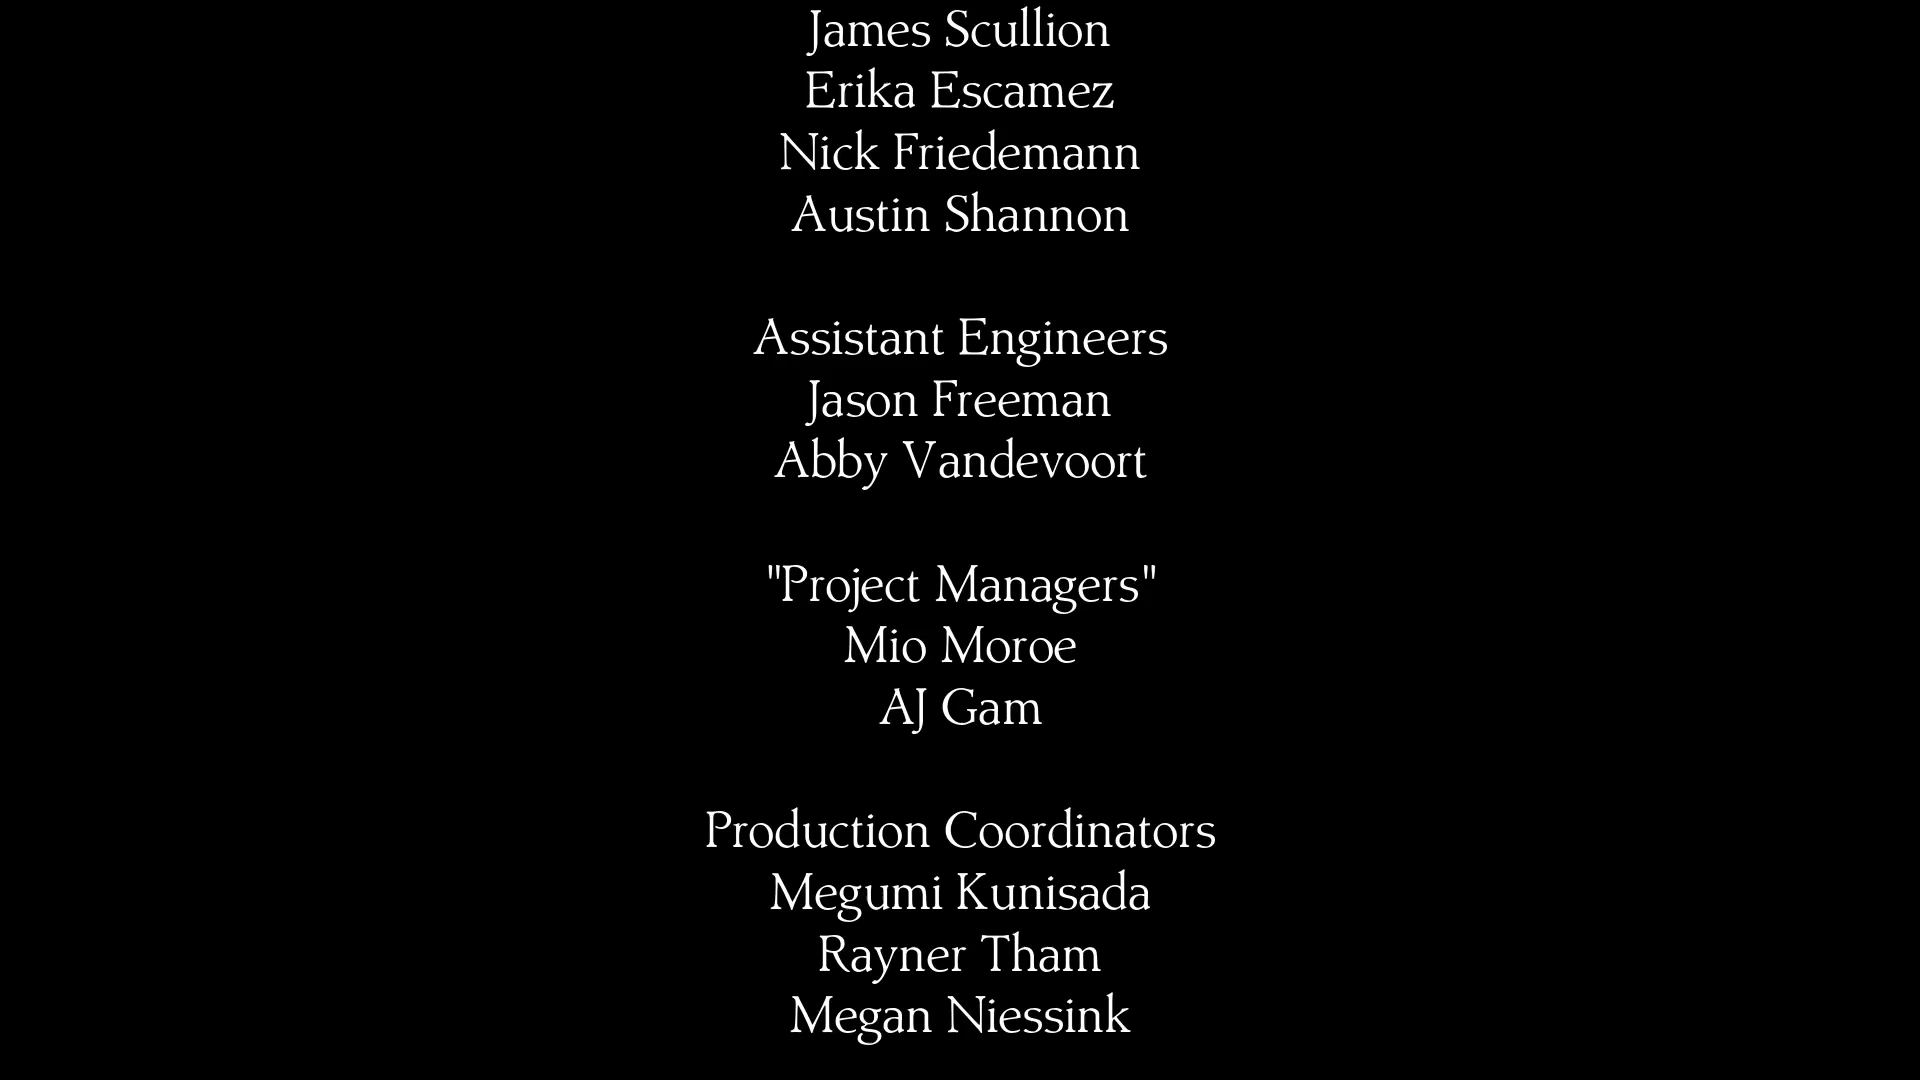 James Scullion
Erika Escamez
Nick Friedemann
Austin Shannon
Assistant Engineers
Jason Freeman
Abby Vandevoort
"Project Managers"
Mio Moroe
AJ Gam
Production Coordinators
Megumi Kunisada
Rayner Tham
Megan Niessink